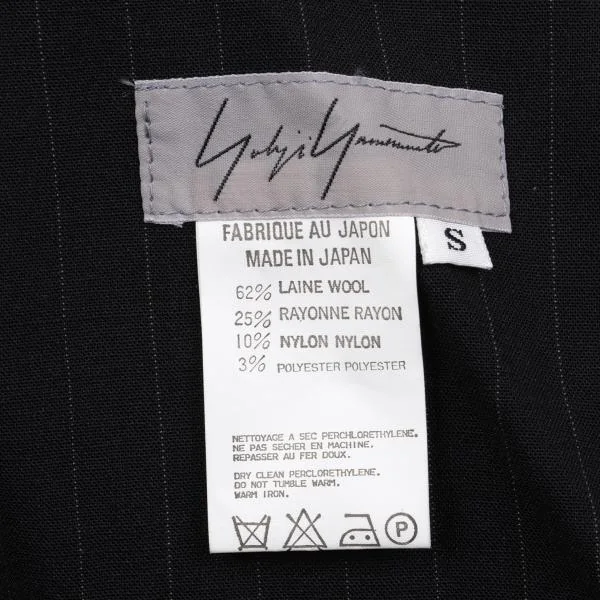 Yohji Yamamoto
S
FABRIQUE AU JAPON
MADE IN JAPAN
62% LAINE WOOL
25% RAYONNE RAYON
10% NYLON NYLON
3% POLYESTER POLYESTER
NETTOYAGE A SEC PERCHLORETHYLENE.
NE PAS SECHER EN MACHINE.
REPASSER AU FER DOUX.
DRY CLEAN PERCLORETHYLENE.
DO NOT TUMBLE WARM.
WARM IRON.
P